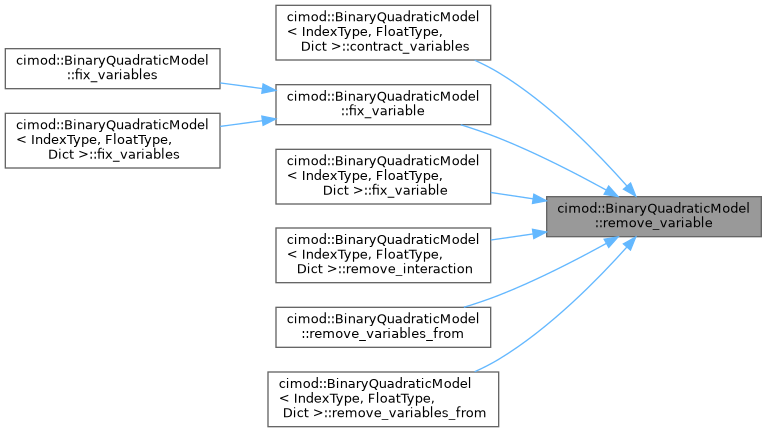 cimod::BinaryQuadraticModel
::fix_variables
cimod::BinaryQuadraticModel
< IndexType, FloatType,
Dict >::fix_variables
cimod::BinaryQuadraticModel
< IndexType, FloatType,
Dict >::contract_variables
cimod::BinaryQuadraticModel
::fix_variable
cimod::BinaryQuadraticModel
< IndexType, FloatType,
Dict >::fix_variable
cimod::BinaryQuadraticModel
< IndexType, FloatType,
Dict >::remove_interaction
cimod::BinaryQuadraticModel
::remove_variables_from
cimod::BinaryQuadraticModel
< IndexType, FloatType,
Dict >::remove_variables_from
cimod::BinaryQuadraticModel
::remove_variable